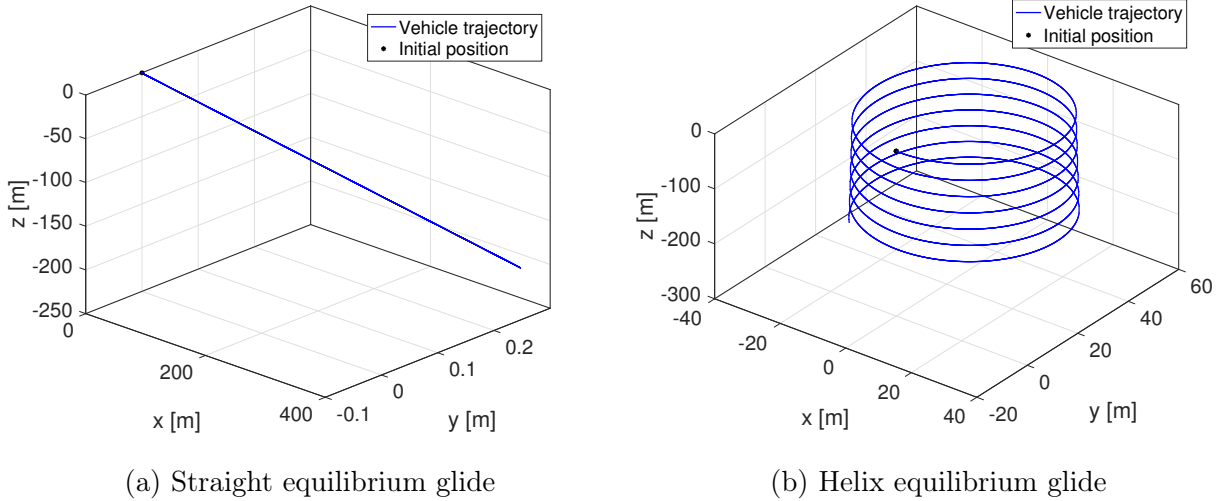 Vehicle trajectory
Initial position
0
-50
-100
-150
-200
-250
z [m]
0
200
400
x [m]
-0.1
0
0.1
0.2
y [m]
(a) Straight equilibrium glide
Vehicle trajectory
Initial position
0
-100
-200
-300
z [m]
-40
-20
0
20
40
x [m]
-20
0
20
40
60
y [m]
(b) Helix equilibrium glide